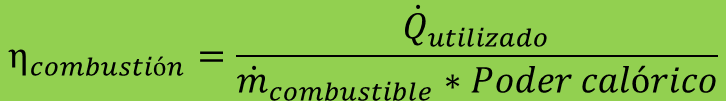 η_combustión = Q̇_utilizado / ṁ_combustible * Poder calórico